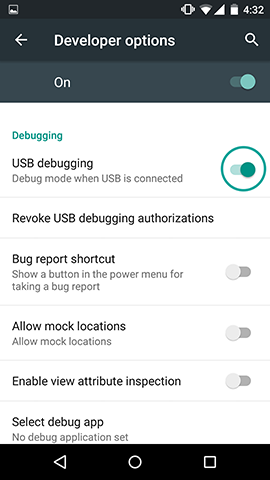 4:32
Developer options
On
Debugging
USB debugging
Debug mode when USB is connected
Revoke USB debugging authorizations
Bug report shortcut
Show a button in the power menu for
taking a bug report
Allow mock locations
Allow mock locations
Enable view attribute inspection
Select debug app
No debug application set